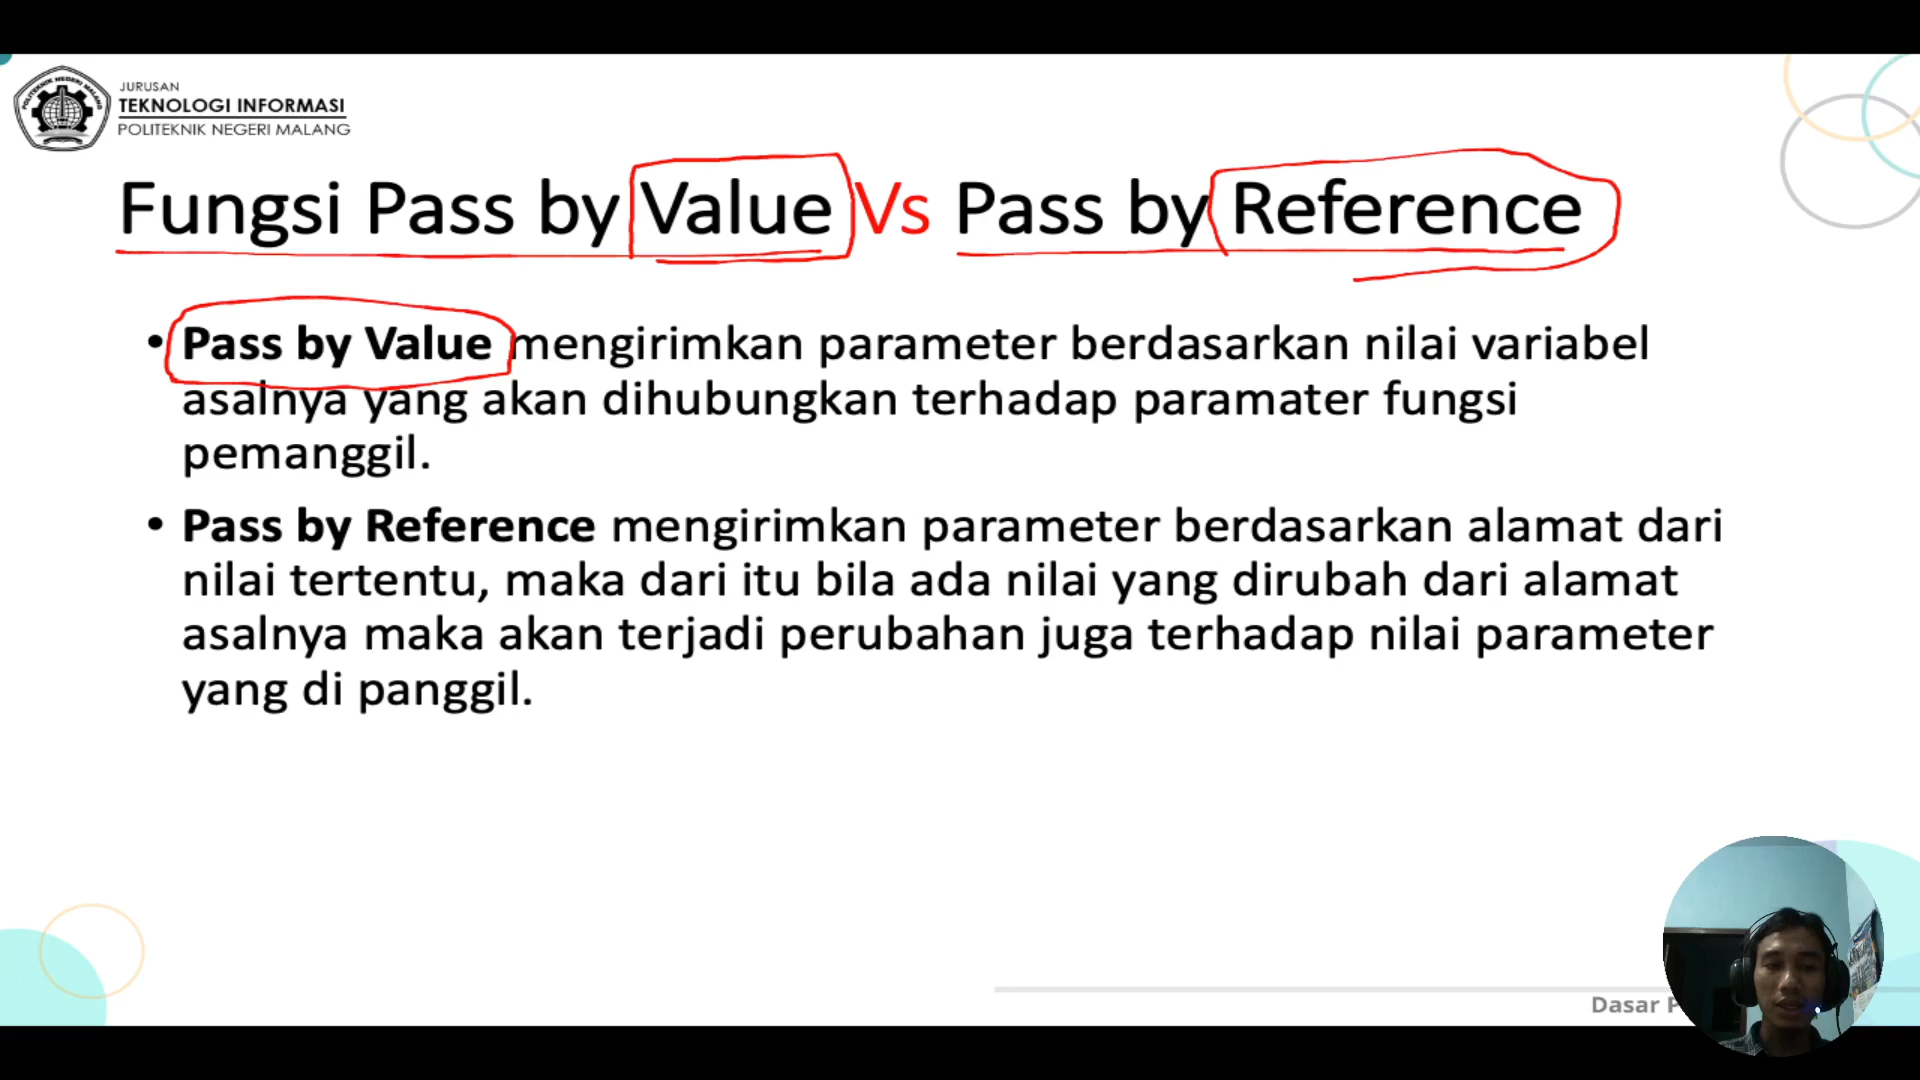 POLITEKNIK NEGERI MALANG
JURUSAN
TEKNOLOGI INFORMASI
POLITEKNIK NEGERI MALANG
Fungsi Pass by Value Vs Pass by Reference
• Pass by Value mengirimkan parameter berdasarkan nilai variabel
asalnya yang akan dihubungkan terhadap paramater fungsi
pemanggil.
• Pass by Reference mengirimkan parameter berdasarkan alamat dari
nilai tertentu, maka dari itu bila ada nilai yang dirubah dari alamat
asalnya maka akan terjadi perubahan juga terhadap nilai parameter
yang di panggil.
Dasar